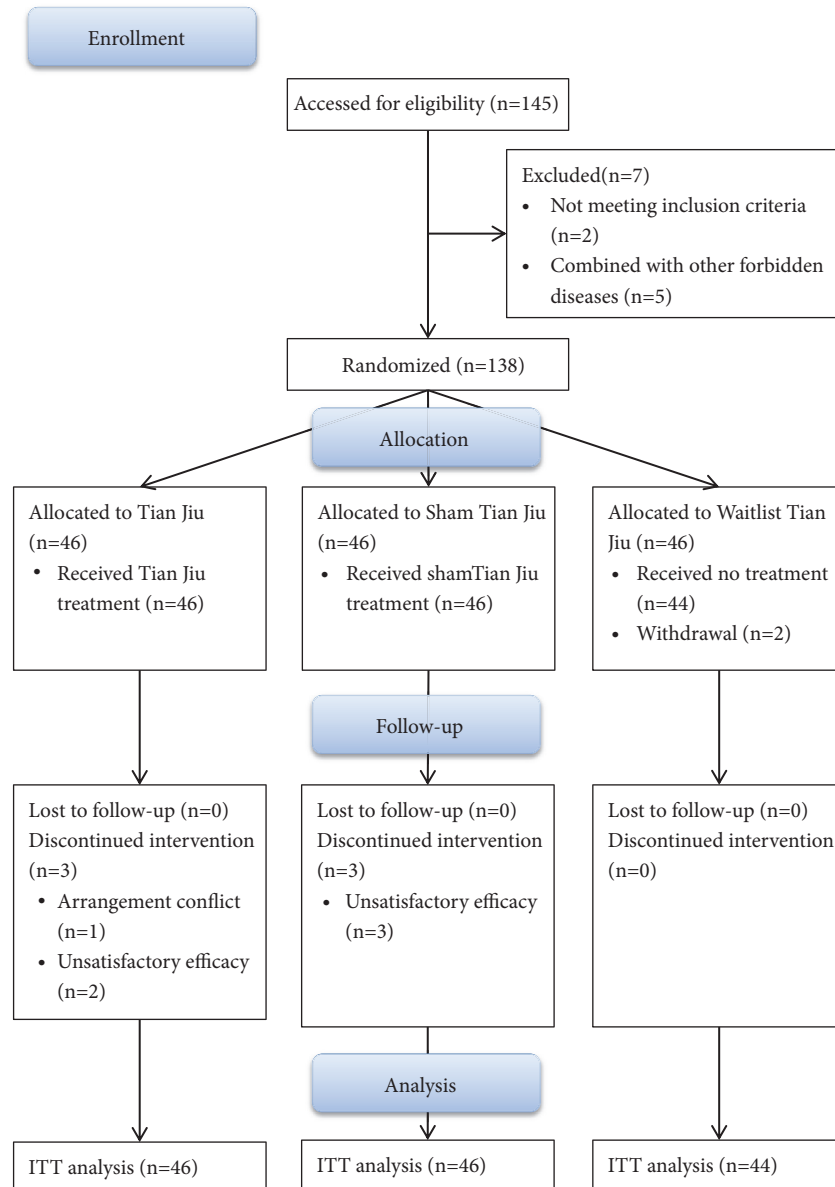 Enrollment
Accessed for eligibility (n=145)
Excluded(n=7)
• Not meeting inclusion criteria
(n=2)
• Combined with other forbidden
diseases (n=5)
Randomized (n=138)
Allocation
Allocated to Tian Jiu
(n=46)
• Received Tian Jiu
treatment (n=46)
Allocated to Sham Tian Jiu
(n=46)
• Received shamTian Jiu
treatment (n=46)
Allocated to Waitlist Tian
Jiu (n=46)
• Received no treatment
(n=44)
• Withdrawal (n=2)
Follow-up
Lost to follow-up (n=0)
Discontinued intervention
(n=3)
• Arrangement conflict
(n=1)
• Unsatisfactory efficacy
(n=2)
Lost to follow-up (n=0)
Discontinued intervention
(n=3)
• Unsatisfactory efficacy
(n=3)
Lost to follow-up (n=0)
Discontinued intervention
(n=0)
Analysis
ITT analysis (n=46)
ITT analysis (n=46)
ITT analysis (n=44)